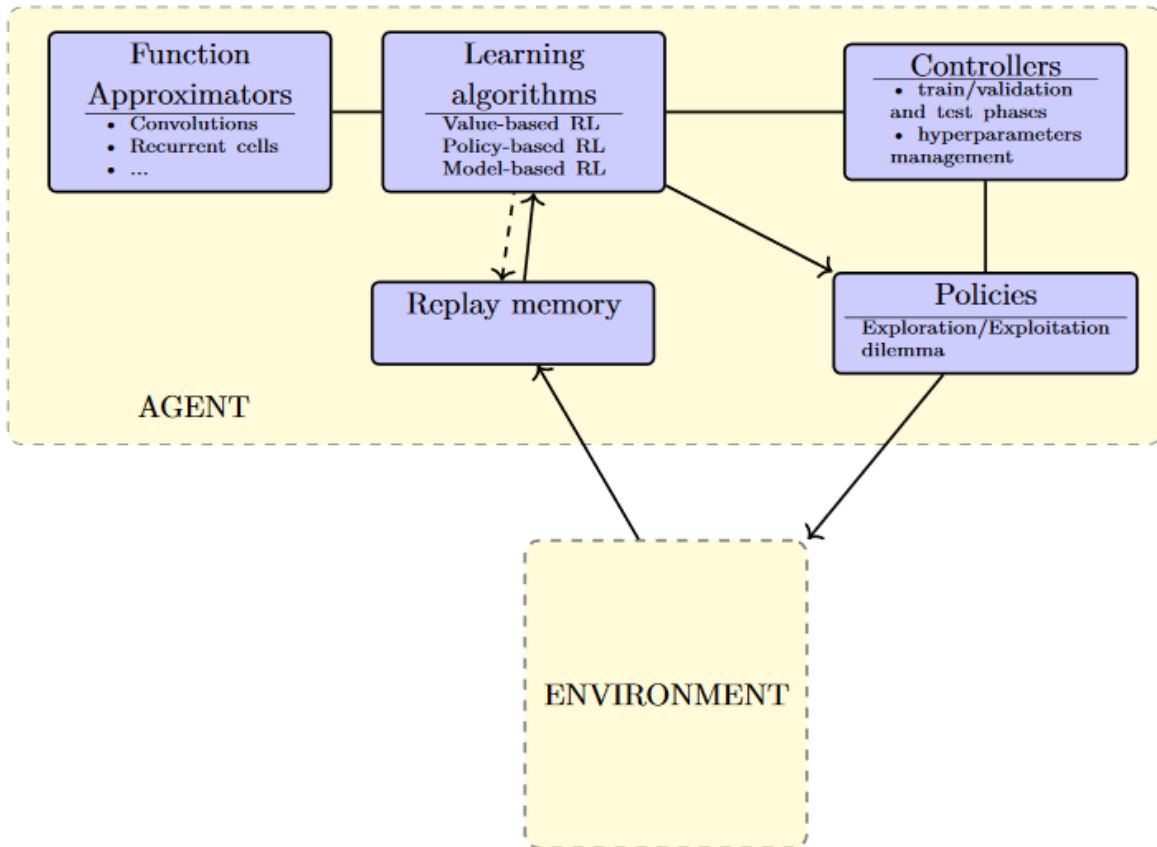 Function
Approximators
• Convolutions
• Recurrent cells
• ...
Learning
algorithms
Value-based RL
Policy-based RL
Model-based RL
Controllers
• train/validation
and test phases
• hyperparameters
management
Replay memory
Policies
Exploration/Exploitation
dilemma
AGENT
ENVIRONMENT